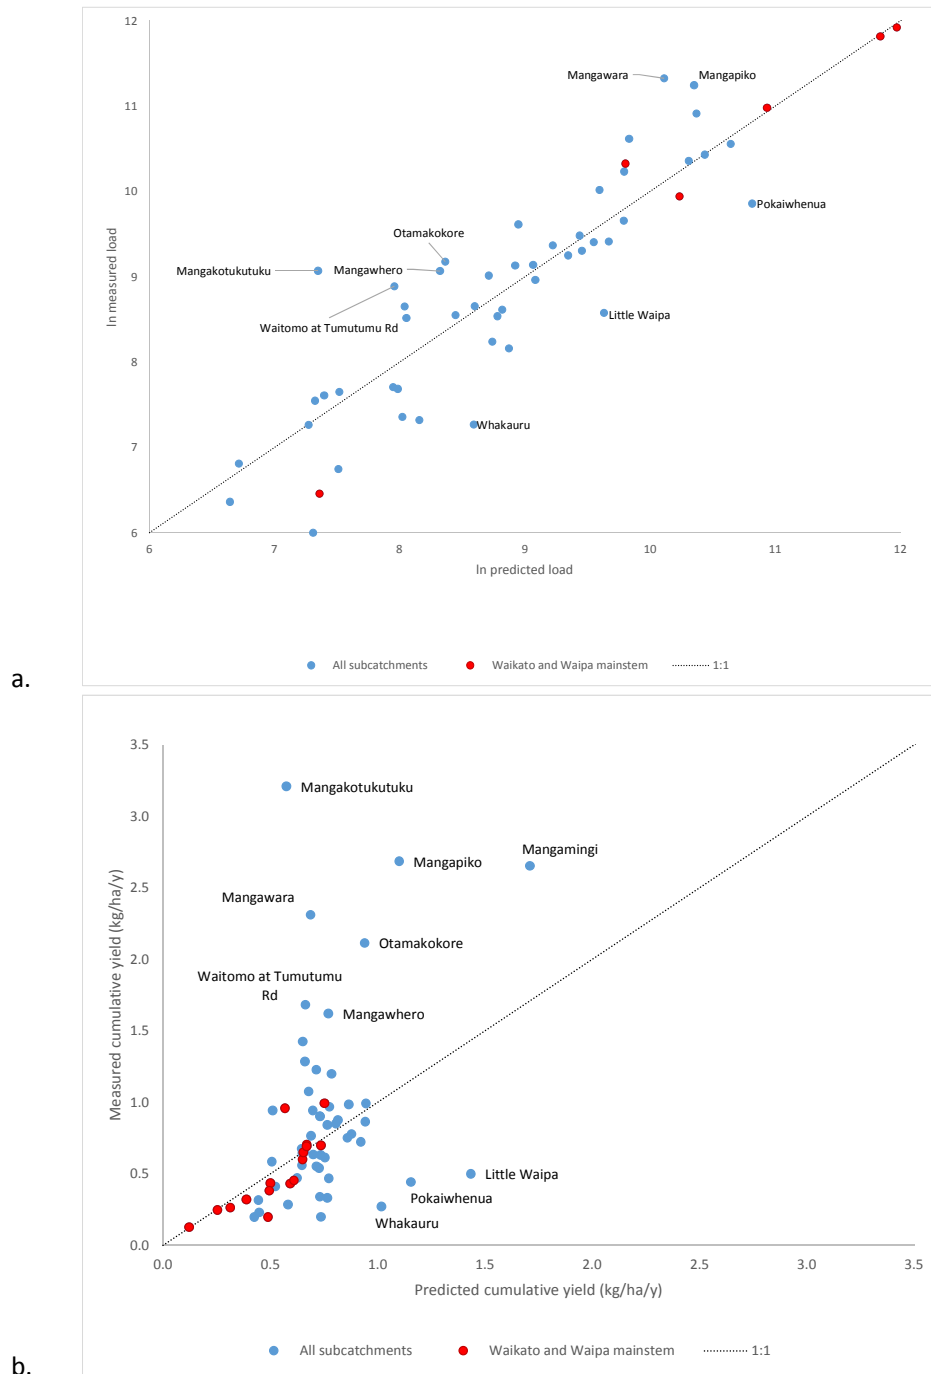 12
11
10
9
8
7
6
ln measured load
Mangawara
Mangapiko
Pokaiwhenua
Otamakokore
Mangakotukutuku
Mangawhero
Waitomo at Tumutumu Rd
Little Waipa
Whakauru
6 7 8 9 10 11 12
ln predicted load
All subcatchments Waikato and Waipa mainstem 1:1
a.
3.5
3.0
2.5
2.0
1.5
1.0
0.5
0.0
Measured cumulative yield (kg/ha/y)
Mangakotukutuku
Mangapiko
Mangamingi
Mangawara
Otamakokore
Waitomo at Tumutumu
Rd
Mangawhero
Little Waipa
Pokaiwhenua
Whakauru
0.0 0.5 1.0 1.5 2.0 2.5 3.0 3.5
Predicted cumulative yield (kg/ha/y)
All subcatchments Waikato and Waipa mainstem 1:1
b.